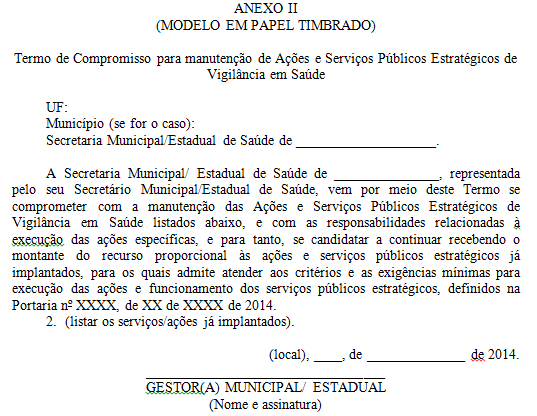 ANEXO II
(MODELO EM PAPEL TIMBRADO)
Termo de Compromisso para manutenção de Ações e Serviços Públicos Estratégicos de
Vigilância em Saúde
UF:
Município (se for o caso):
Secretaria Municipal/Estadual de Saúde de ____________________.
A Secretaria Municipal/ Estadual de Saúde de _______________, representada
pelo seu Secretário Municipal/Estadual de Saúde, vem por meio deste Termo se
comprometer com a manutenção das Ações e Serviços Públicos Estratégicos de
Vigilância em Saúde listados abaixo, e com as responsabilidades relacionadas à
execução das ações específicas, e para tanto, se candidatar a continuar recebendo o
montante do recurso proporcional às ações e serviços públicos estratégicos já
implantados, para os quais admite atender aos critérios e as exigências mínimas para
execução das ações e funcionamento dos serviços públicos estratégicos, definidos na
Portaria nº XXXX, de XX de XXXX de 2014.
2. (listar os serviços/ações já implantados).
(local), ____, de ______________ de 2014.
__________________________________
GESTOR(A) MUNICIPAL/ ESTADUAL
(Nome e assinatura)